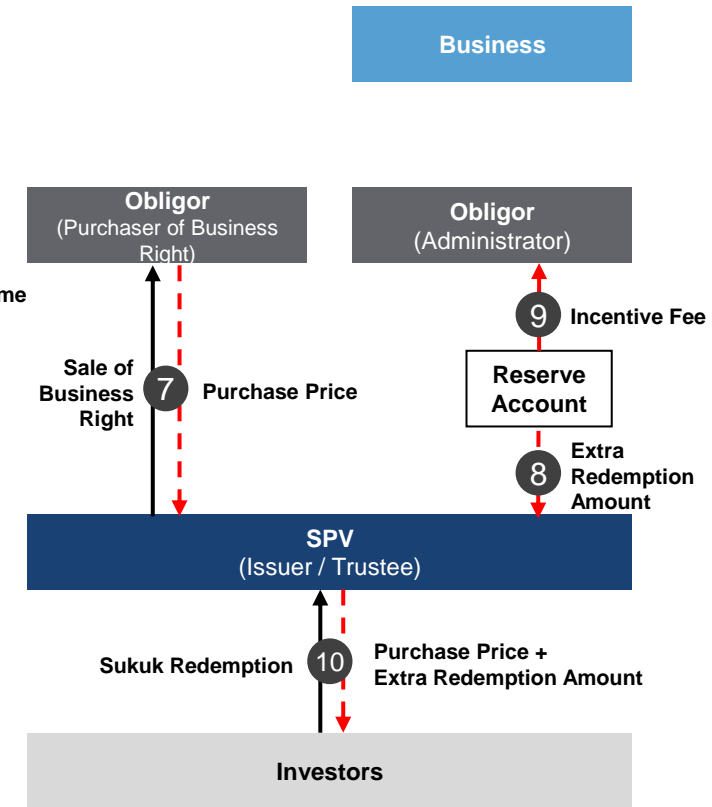 Business
Obligor
(Purchaser of Business
Right)
Obligor
(Administrator)
me
9
Incentive Fee
Sale of
Business
Right
7
Purchase Price
Reserve
Account
8
Extra
Redemption
Amount
SPV
(Issuer / Trustee)
Sukuk Redemption
10
Purchase Price +
Extra Redemption Amount
Investors